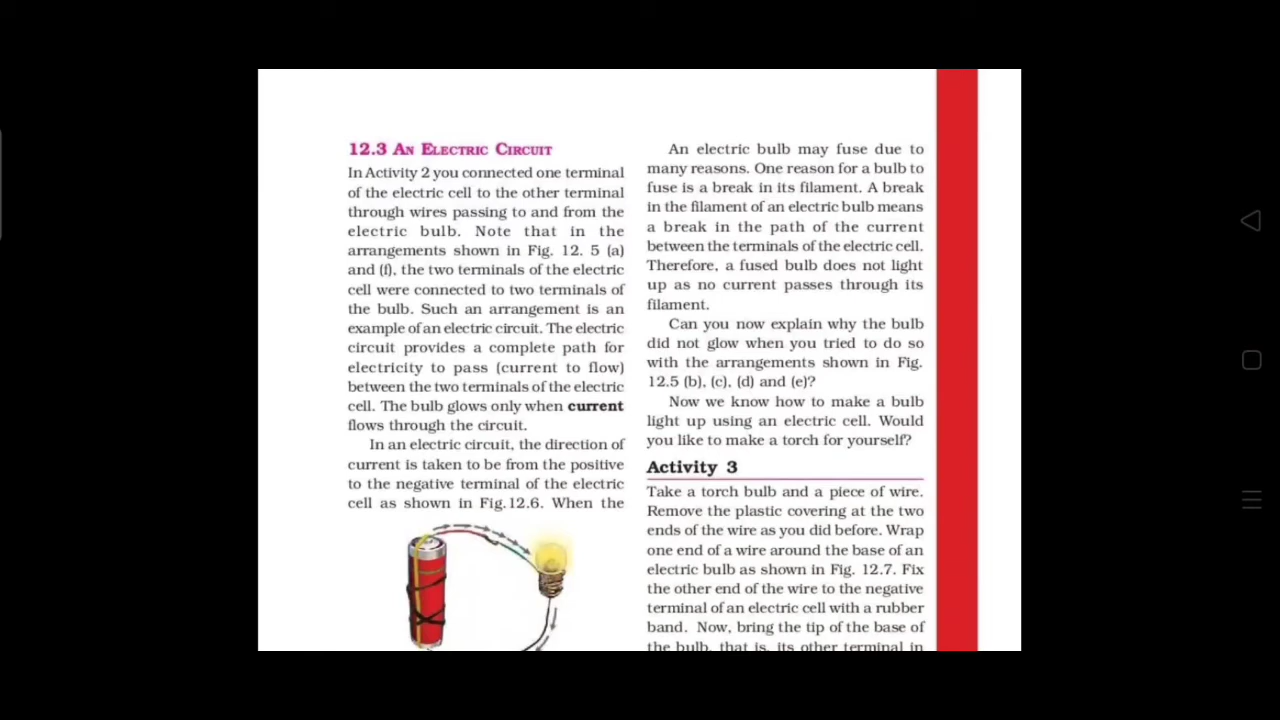 12.3 AN ELECTRIC CIRCUIT
In Activity 2 you connected one terminal
of the electric cell to the other terminal
through wires passing to and from the
electric bulb. Note that in the
arrangements shown in Fig. 12. 5 (a)
and (f), the two terminals of the electric
cell were connected to two terminals of
the bulb. Such an arrangement is an
example of an electric circuit. The electric
circuit provides a complete path for
electricity to pass (current to flow)
between the two terminals of the electric
cell. The bulb glows only when current
flows through the circuit.
In an electric circuit, the direction of
current is taken to be from the positive
to the negative terminal of the electric
cell as shown in Fig.12.6. When the
An electric bulb may fuse due to
many reasons. One reason for a bulb to
fuse is a break in its filament. A break
in the filament of an electric bulb means
a break in the path of the current
between the terminals of the electric cell.
Therefore, a fused bulb does not light
up as no current passes through its
filament.
Can you now explain why the bulb
did not glow when you tried to do so
with the arrangements shown in Fig.
12.5 (b), (c), (d) and (e)?
Now we know how to make a bulb
light up using an electric cell. Would
you like to make a torch for yourself?
Activity 3
Take a torch bulb and a piece of wire.
Remove the plastic covering at the two
ends of the wire as you did before. Wrap
one end of a wire around the base of an
electric bulb as shown in Fig. 12.7. Fix
the other end of the wire to the negative
terminal of an electric cell with a rubber
band. Now, bring the tip of the base of
the bulb, that is, its other terminal in